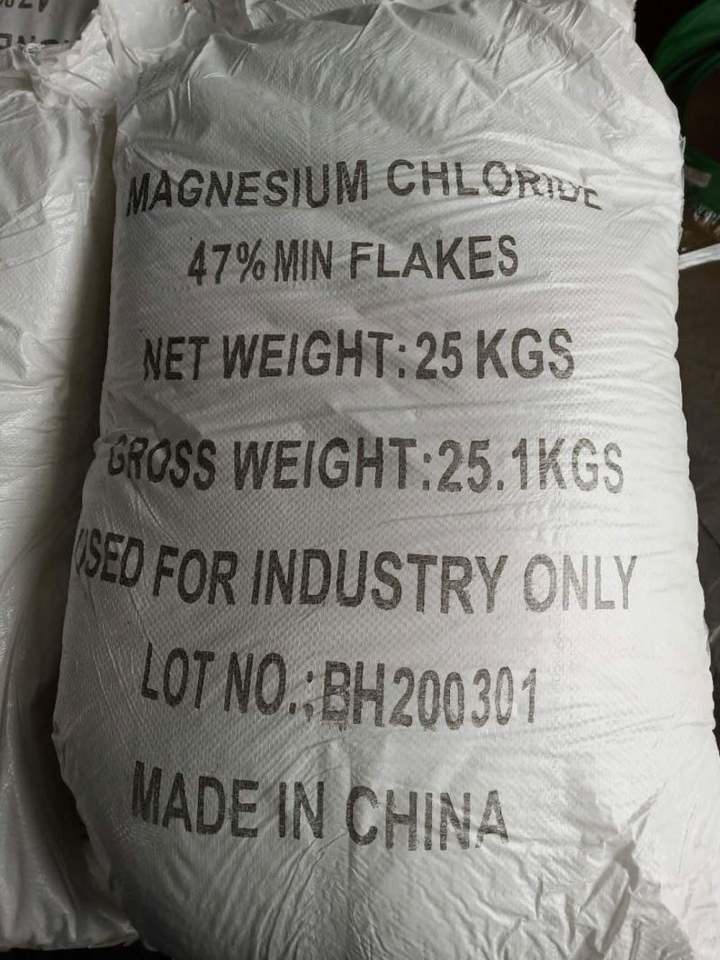 MAGNESIUM CHLORIDE
47% MIN FLAKES
NET WEIGHT:25 KGS
GROSS WEIGHT:25.1KGS
USED FOR INDUSTRY ONLY
LOT NO.:BH200301
MADE IN CHINA